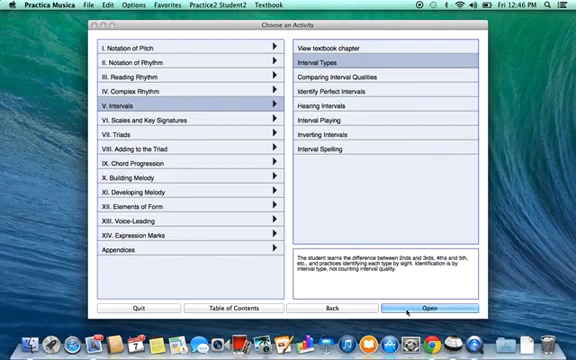 Practica Musica File Edit Options Favorites Practice2 Student2 Textbook Fri 12:46 PM
Choose an Activity
I. Notation of Pitch
II. Notation of Rhythm
III. Reading Rhythm
IV. Complex Rhythm
V. Intervals
VI. Scales and Key Signatures
VII. Triads
VIII. Adding to the Triad
IX. Chord Progression
X. Building Melody
XI. Developing Melody
XII. Elements of Form
XIII. Voice-Leading
XIV. Expression Marks
Appendices
View textbook chapter
Interval Types
Comparing Interval Qualities
Identify Perfect Intervals
Hearing Intervals
Interval Playing
Inverting Intervals
Interval Spelling
The student learns the difference between 2nds and 3rds, 4ths and 5th,
etc., and practices identifying each type by sight. Identification is by
interval type, not counting interval quality.
Quit Table of Contents Back Open